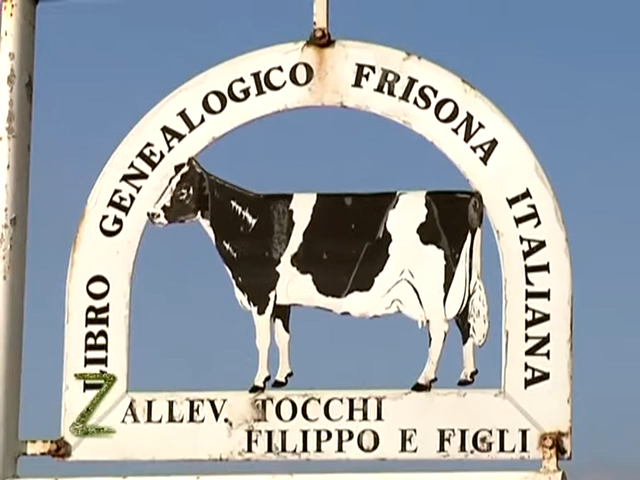 LIBRO GENEALOGICO FRISONA ITALIANA
Z ALLEV. TOCCHI
FILIPPO E FIGLI